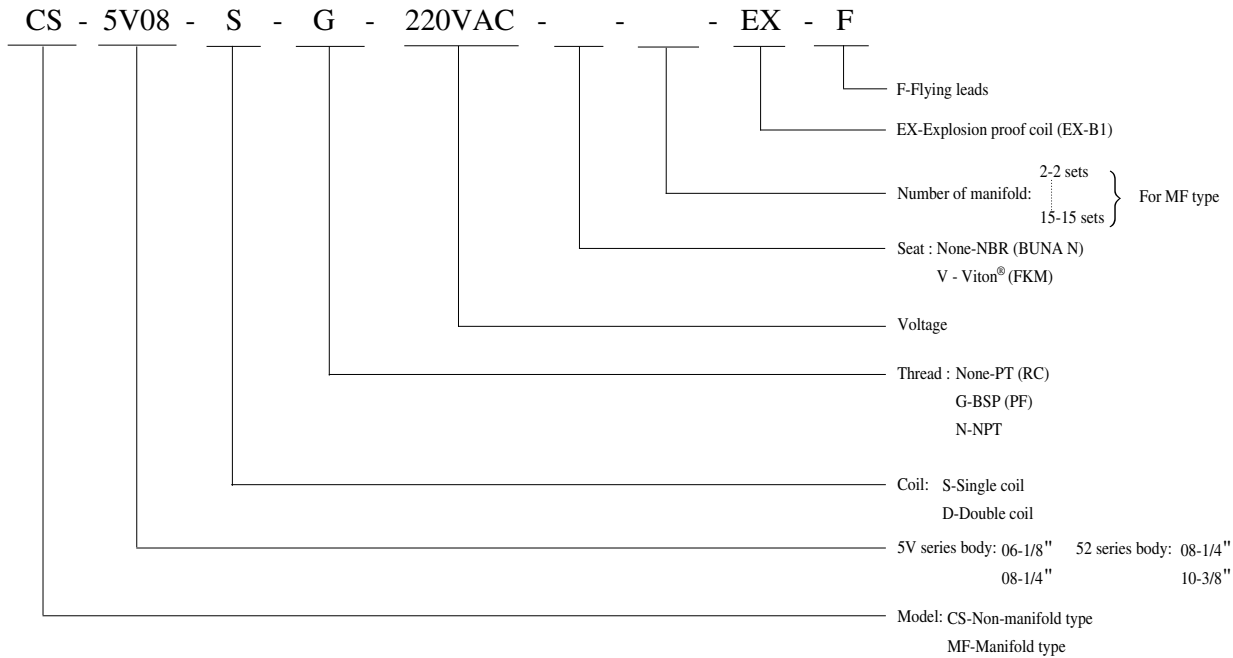 CS - 5V08 - S - G - 220VAC - - - EX - F
F-Flying leads
EX-Explosion proof coil (EX-B1)
2-2 sets
Number of manifold: For MF type
15-15 sets
Seat : None-NBR (BUNA N)
V - Viton® (FKM)
Voltage
Thread : None-PT (RC)
G-BSP (PF)
N-NPT
Coil: S-Single coil
D-Double coil
5V series body: 06-1/8" 52 series body: 08-1/4"
08-1/4" 10-3/8"
Model: CS-Non-manifold type
MF-Manifold type